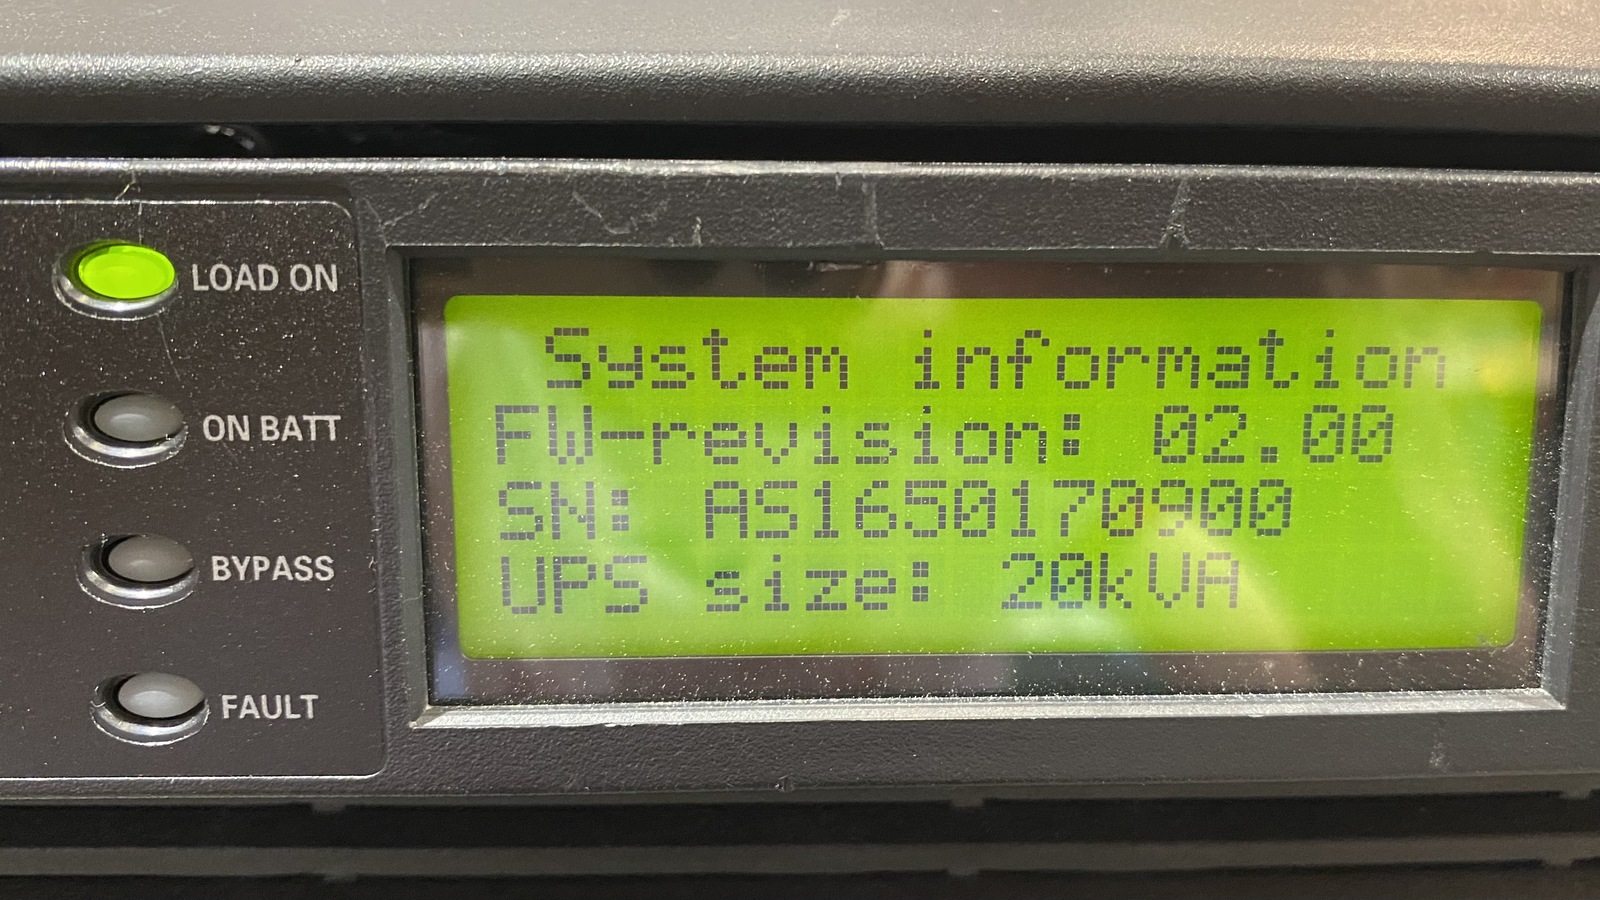 LOAD ON
ON BATT
BYPASS
FAULT
System information
FW-revision: 02.00
SN: AS1650170900
UPS size: 20kVA